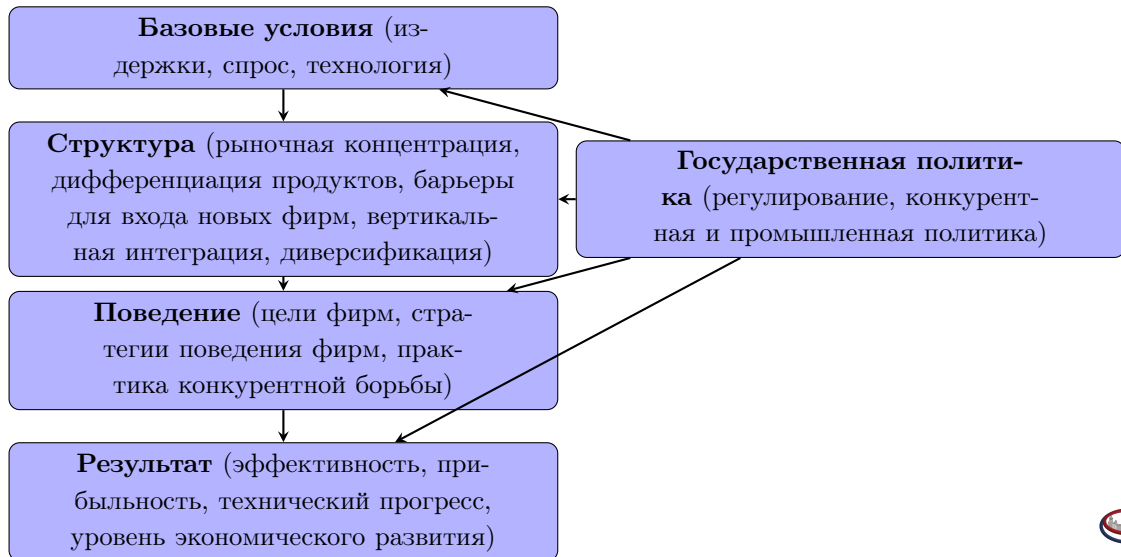 Базовые условия (из-
держки, спрос, технология)
Структура (рыночная концентрация,
дифференциация продуктов, барьеры
для входа новых фирм, вертикаль-
ная интеграция, диверсификация)
Государственная полити-
ка (регулирование, конкурент-
ная и промышленная политика)
Поведение (цели фирм, стра-
тегии поведения фирм, прак-
тика конкурентной борьбы)
Результат (эффективность, при-
быльность, технический прогресс,
уровень экономического развития)